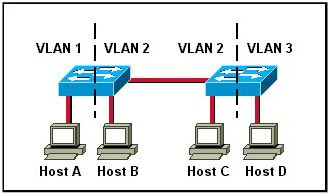 VLAN 1 VLAN 2 VLAN 2 VLAN 3
Host A Host B Host C Host D